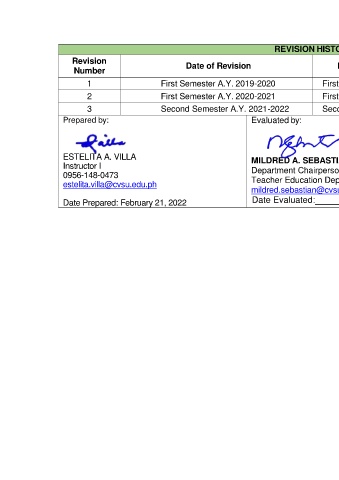 REVISION HISTO
Revision Number
Date of Revision
1
First Semester A.Y. 2019-2020
First
2
First Semester A.Y. 2020-2021
First
3
Second Semester A.Y. 2021-2022
Seco
Prepared by:
ESTELITA A. VILLA
Instructor I
0956-148-0473
estelita.villa@cvsu.edu.ph
Date Prepared: February 21, 2022
Evaluated by:
MILDRED A. SEBASTI
Department Chairperso
Teacher Education Dep
mildred.sebastian@cvsu
Date Evaluated:______